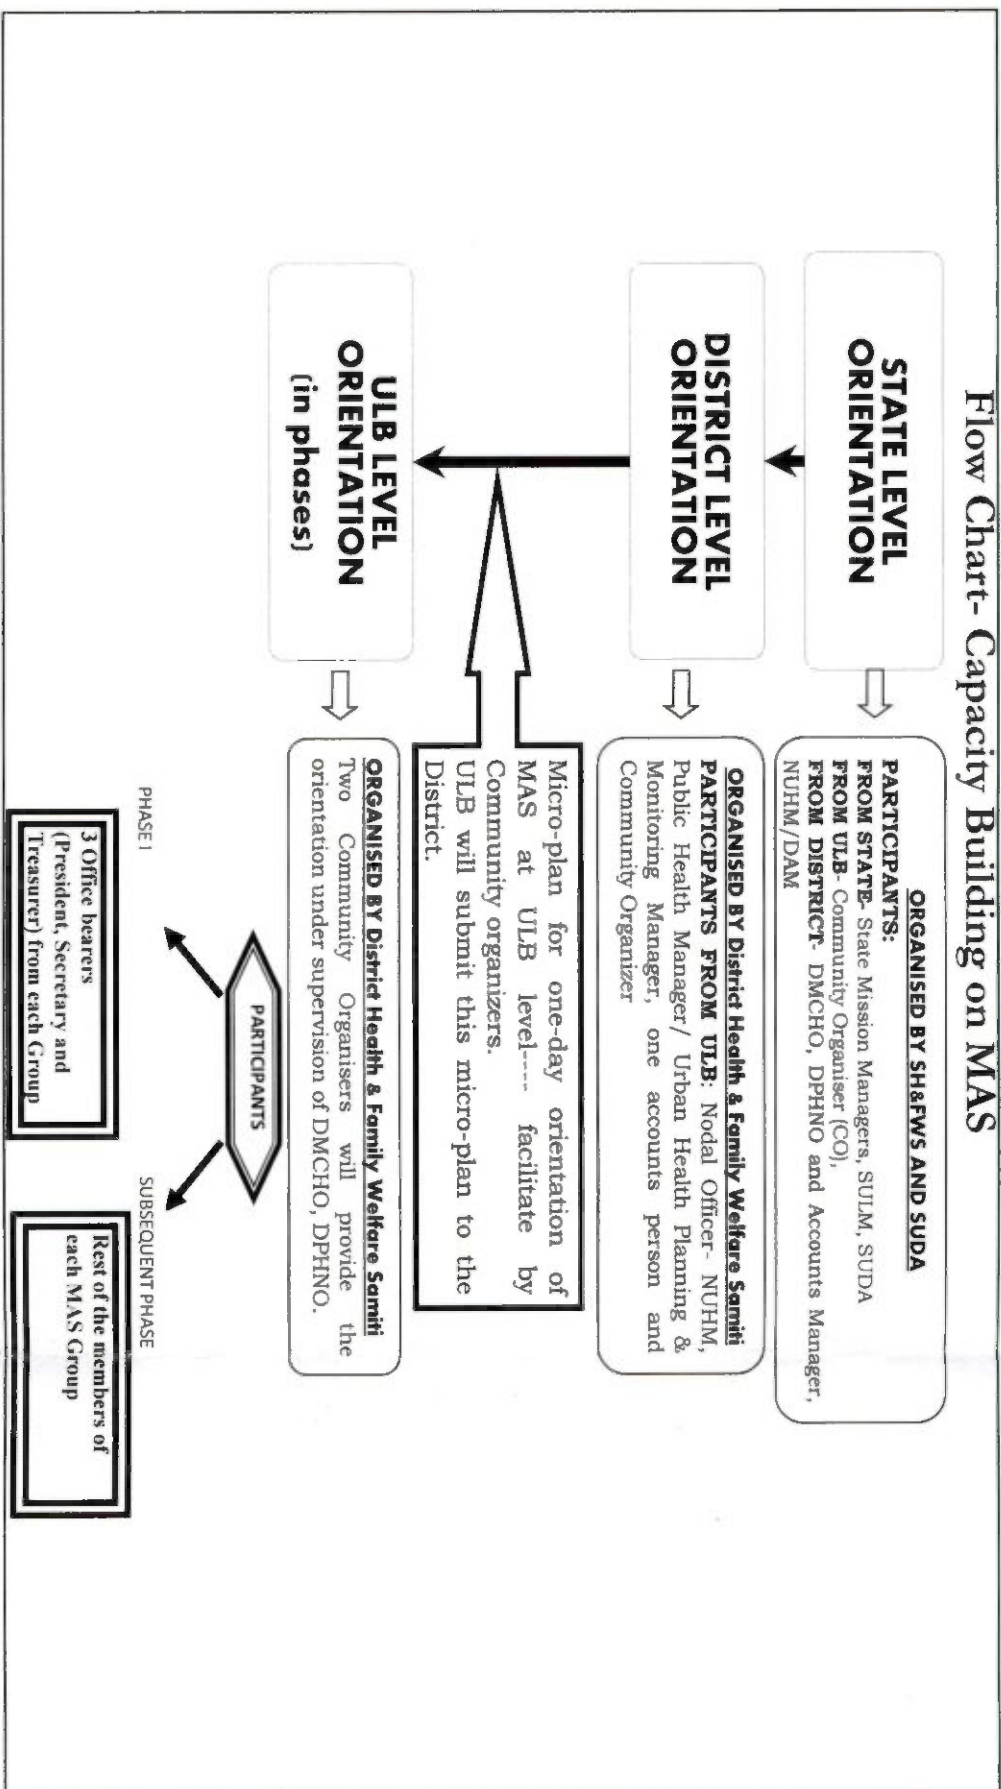 Flow Chart- Capacity Building on MAS
STATE LEVEL
ORIENTATION
ORGANISED BY SH&FWS AND SUDA
PARTICIPANTS:
FROM STATE- State Mission Managers, SULM, SUDA
FROM ULB- Community Organiser (CO),
FROM DISTRICT- DMCHO, DPHNO and Accounts Manager,
NUHM/DAM
DISTRICT LEVEL
ORIENTATION
ORGANISED BY District Health & Family Welfare Samiti
PARTICIPANTS FROM ULB: Nodal Officer- NUHM,
Public Health Manager/ Urban Health Planning &
Monitoring Manager, one accounts person and
Community Organizer
Micro-plan for one-day orientation of
MAS at ULB level---- facilitate by
Community organizers.
ULB will submit this micro-plan to the
District.
ULB LEVEL
ORIENTATION
(in phases)
ORGANISED BY District Health & Family Welfare Samiti
Two Community Organisers will provide the
orientation under supervision of DMCHO, DPHNO.
PARTICIPANTS
PHASE 1
3 Office bearers
(President, Secretary and
Treasurer) from each Group
SUBSEQUENT PHASE
Rest of the members of
each MAS Group